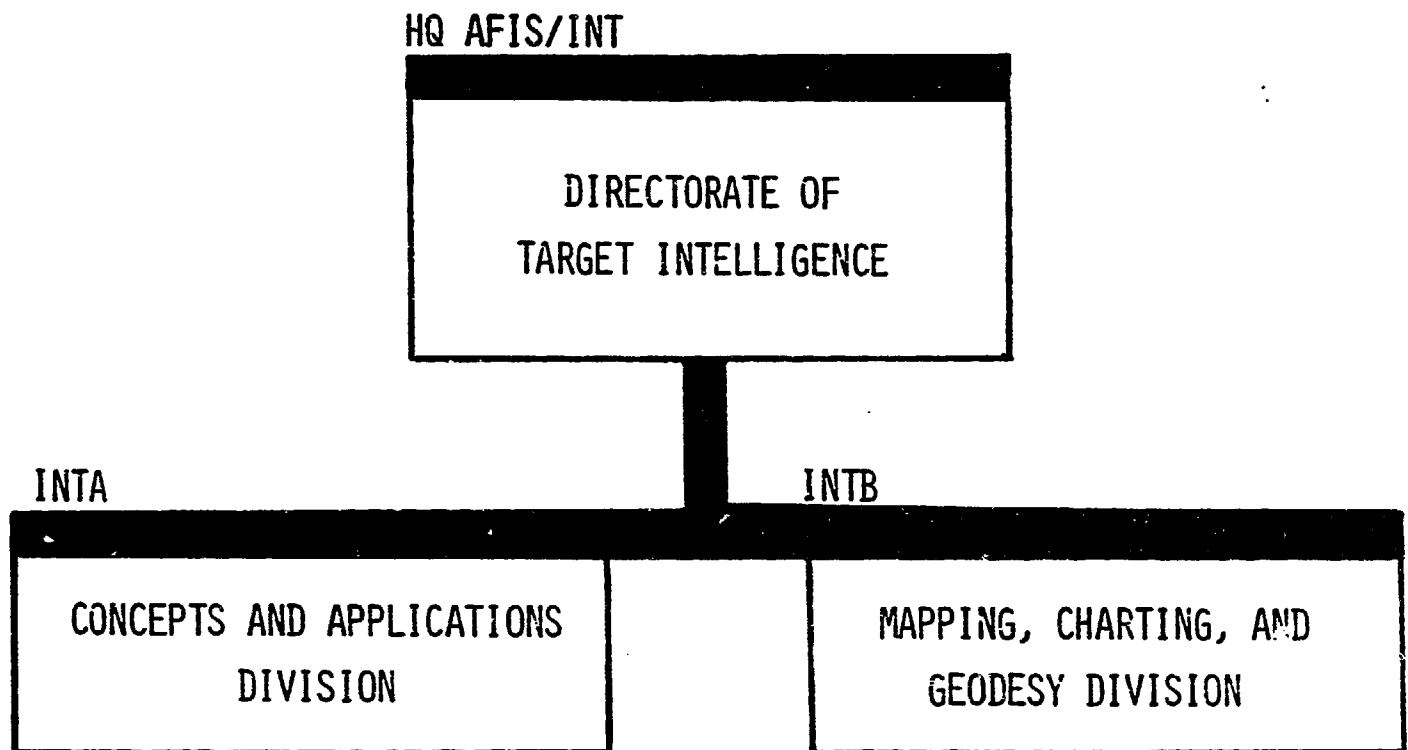 HQ AFIS/INT
DIRECTORATE OF
TARGET INTELLIGENCE
INTA
INTB
CONCEPTS AND APPLICATIONS
DIVISION
MAPPING, CHARTING, AND
GEODESY DIVISION